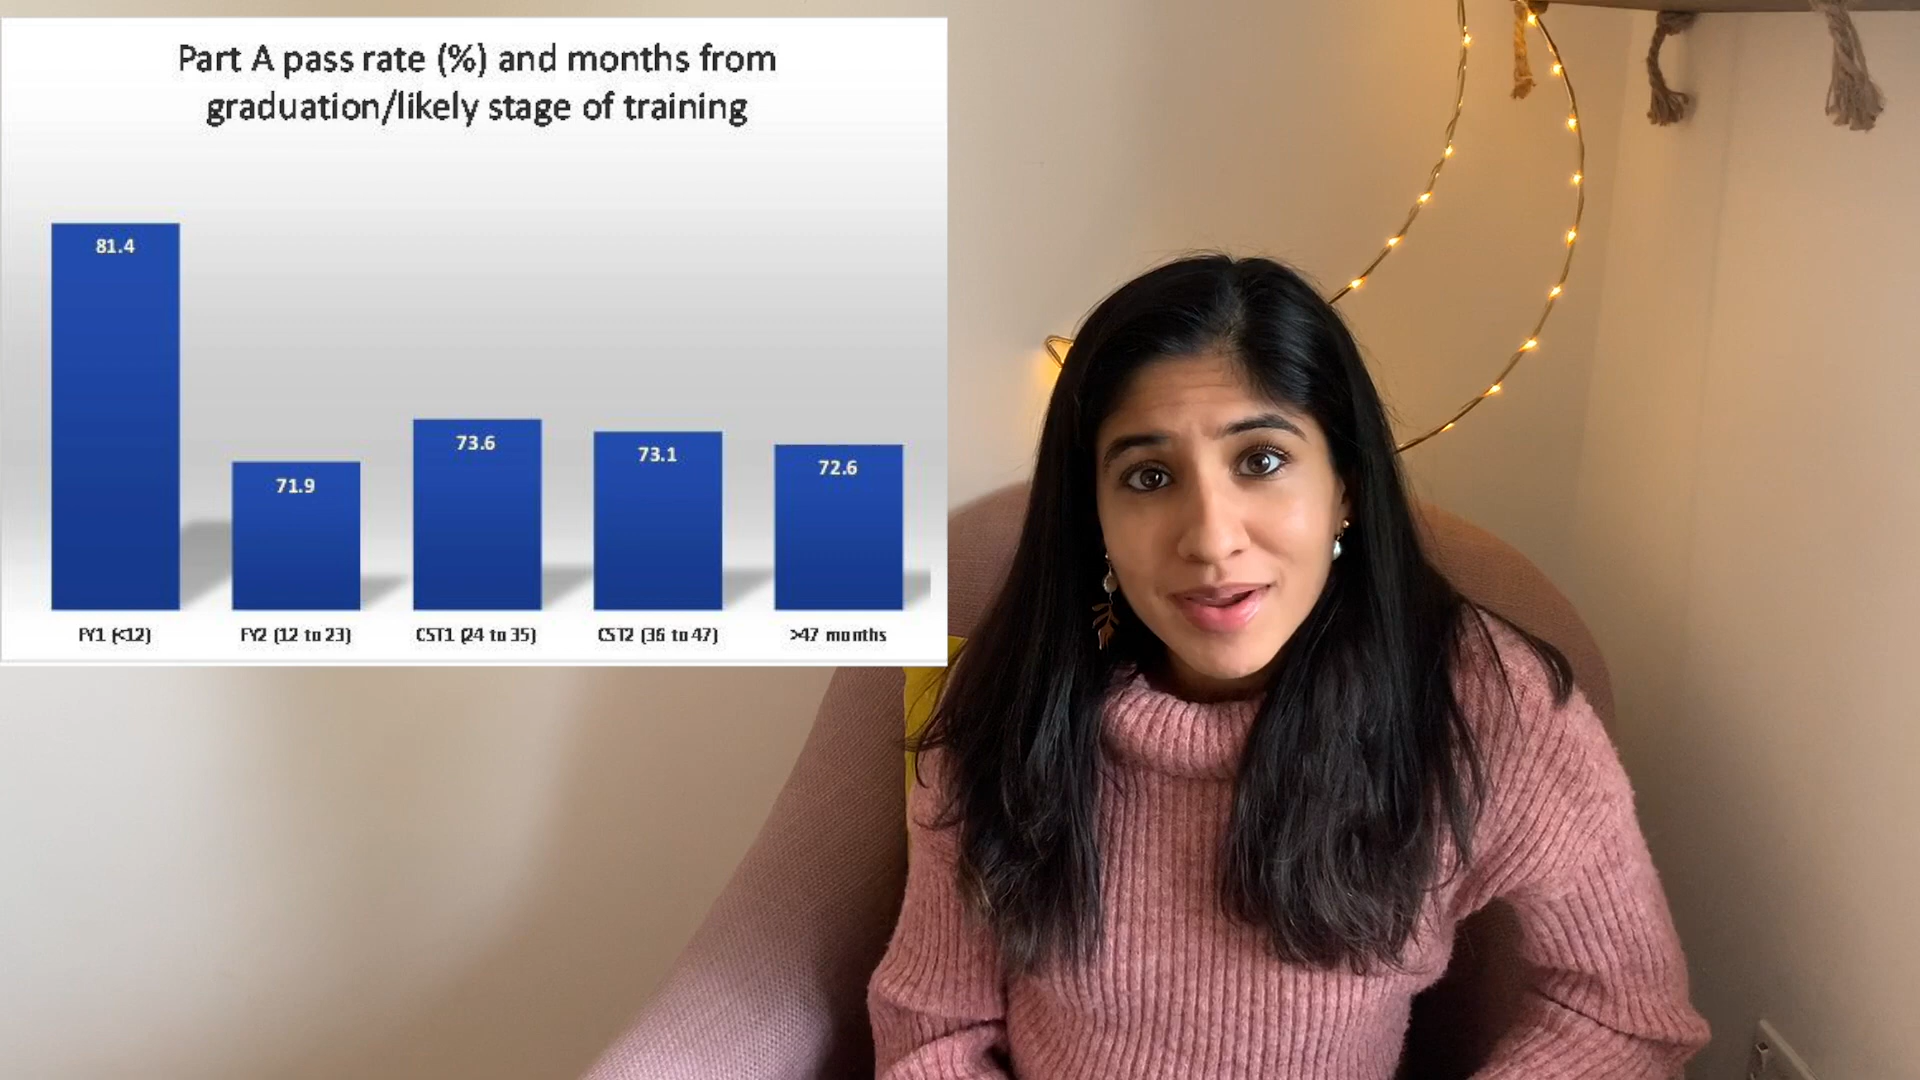 Part A pass rate (%) and months from
graduation/likely stage of training
81.4
71.9
73.6
73.1
72.6
FY1 (<12)
FY2 (12 to 23)
CST1 (24 to 35)
CST2 (36 to 47)
>47 months